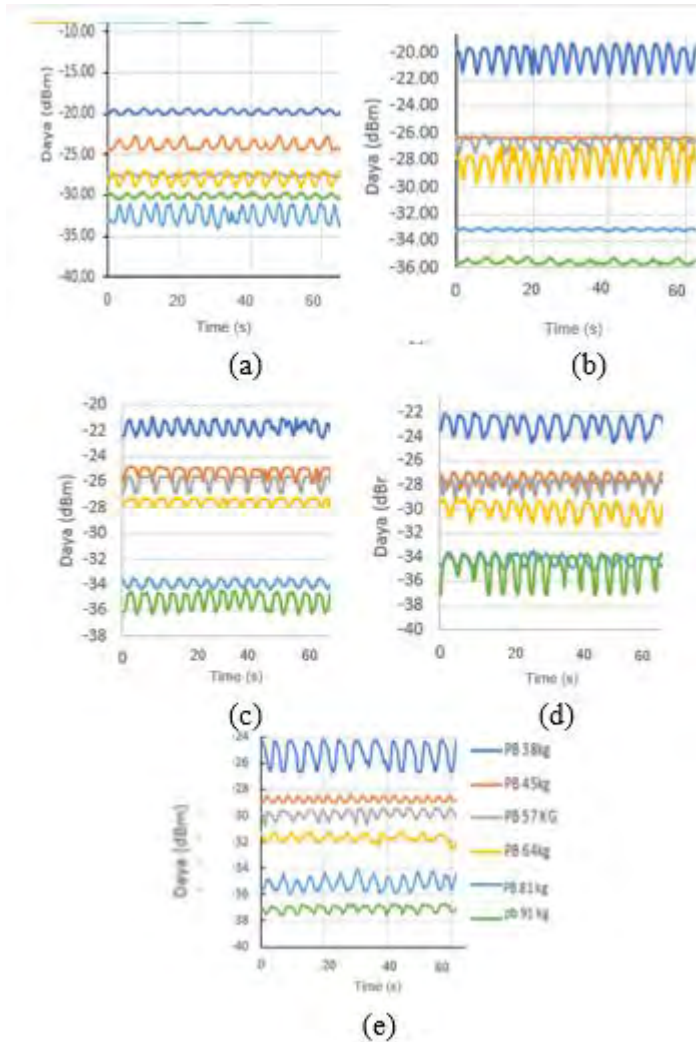 -10.00
-15.00
-20.00
-25.00
-30.00
-35.00
-40.00
Daya (dBm)
0 20 40 60
Time (s)
(a)
-20.00
-22.00
-24.00
-26.00
-28.00
-29.00
-33.00
-34.00
-36.00
Daya (dBm)
0 20 40 60
Time (s)
(b)
-20
-22
-24
-26
-28
-30
-32
-34
-36
-38
Daya (dBm)
0 20 40 60
Time (s)
(c)
-22
-24
-28
-28
-30
-34
-36
-38
-40
Daya (dBr
0 20 40 60
Time (s)
(d)
-24
-26
-28
-30
-32
-36
-38
-40
Daya (dBm)
0 20 40 60
Time (s)
PB 38kg
PB 45kg
PB 57 KG
PB 64kg
PB 81 kg
pb 91 kg
(e)